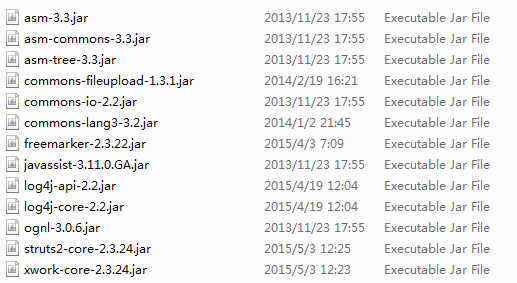 asm-3.3.jar 2013/11/23 17:55 Executable Jar File
asm-commons-3.3.jar 2013/11/23 17:55 Executable Jar File
asm-tree-3.3.jar 2013/11/23 17:55 Executable Jar File
commons-fileupload-1.3.1.jar 2014/2/19 16:21 Executable Jar File
commons-io-2.2.jar 2013/11/23 17:55 Executable Jar File
commons-lang3-3.2.jar 2014/1/2 21:45 Executable Jar File
freemarker-2.3.22.jar 2015/4/3 7:09 Executable Jar File
javassist-3.11.0.GA.jar 2013/11/23 17:55 Executable Jar File
log4j-api-2.2.jar 2015/4/19 12:04 Executable Jar File
log4j-core-2.2.jar 2015/4/19 12:04 Executable Jar File
ognl-3.0.6.jar 2013/11/23 17:55 Executable Jar File
struts2-core-2.3.24.jar 2015/5/3 12:25 Executable Jar File
xwork-core-2.3.24.jar 2015/5/3 12:23 Executable Jar File